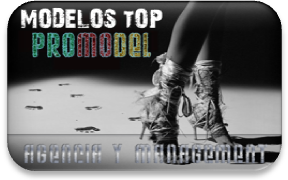 MODELOS TOP
PROMODEL
AGENCIA Y MANAGEMENT